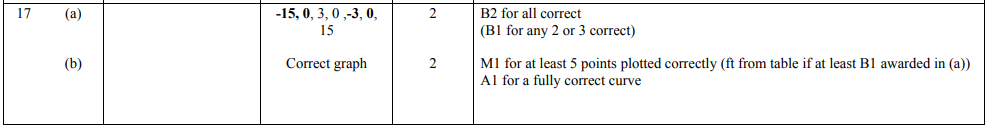 17 (a) -15, 0, 3, 0 ,-3, 0, 2 B2 for all correct
15 (B1 for any 2 or 3 correct)
(b) Correct graph 2 M1 for at least 5 points plotted correctly (ft from table if at least B1 awarded in (a))
A1 for a fully correct curve